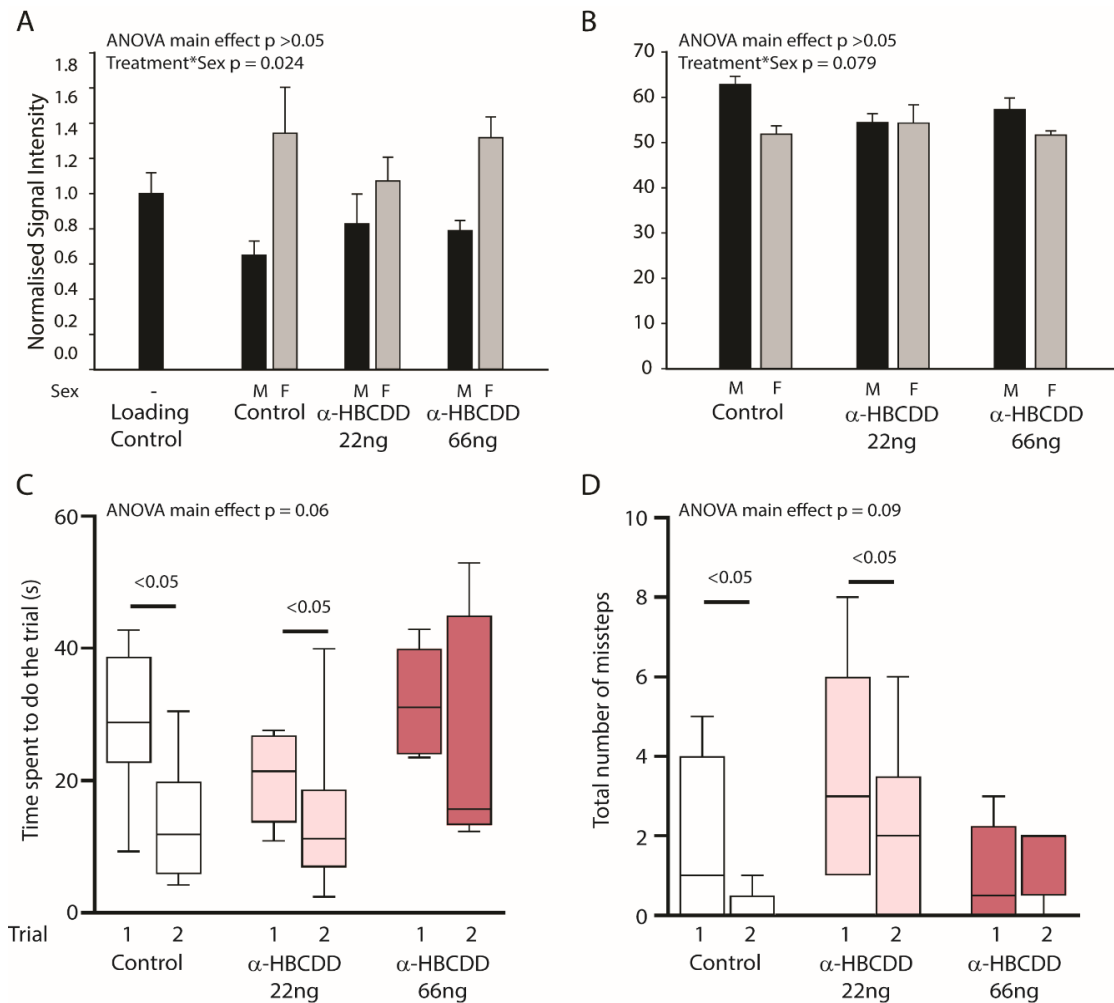 A
ANOVA main effect p >0.05
Treatment*Sex p = 0.024
Normalised Signal Intensity
1.8
1.6
1.4
1.2
1.0
0.8
0.6
0.4
0.2
0.0
Sex - M F M F M F
Loading Control α-HBCDD α-HBCDD
Control 22ng 66ng
B
ANOVA main effect p >0.05
Treatment*Sex p = 0.079
70
60
50
40
30
20
10
0
M F M F M F
Control α-HBCDD α-HBCDD
22ng 66ng
C
ANOVA main effect p = 0.06
Time spent to do the trial (s)
60
40
20
0
<0.05
<0.05
Trial 1 2 1 2 1 2
Control α-HBCDD α-HBCDD
22ng 66ng
D
ANOVA main effect p = 0.09
Total number of missteps
10
8
6
4
2
0
<0.05
<0.05
1 2 1 2 1 2
Control α-HBCDD α-HBCDD
22ng 66ng